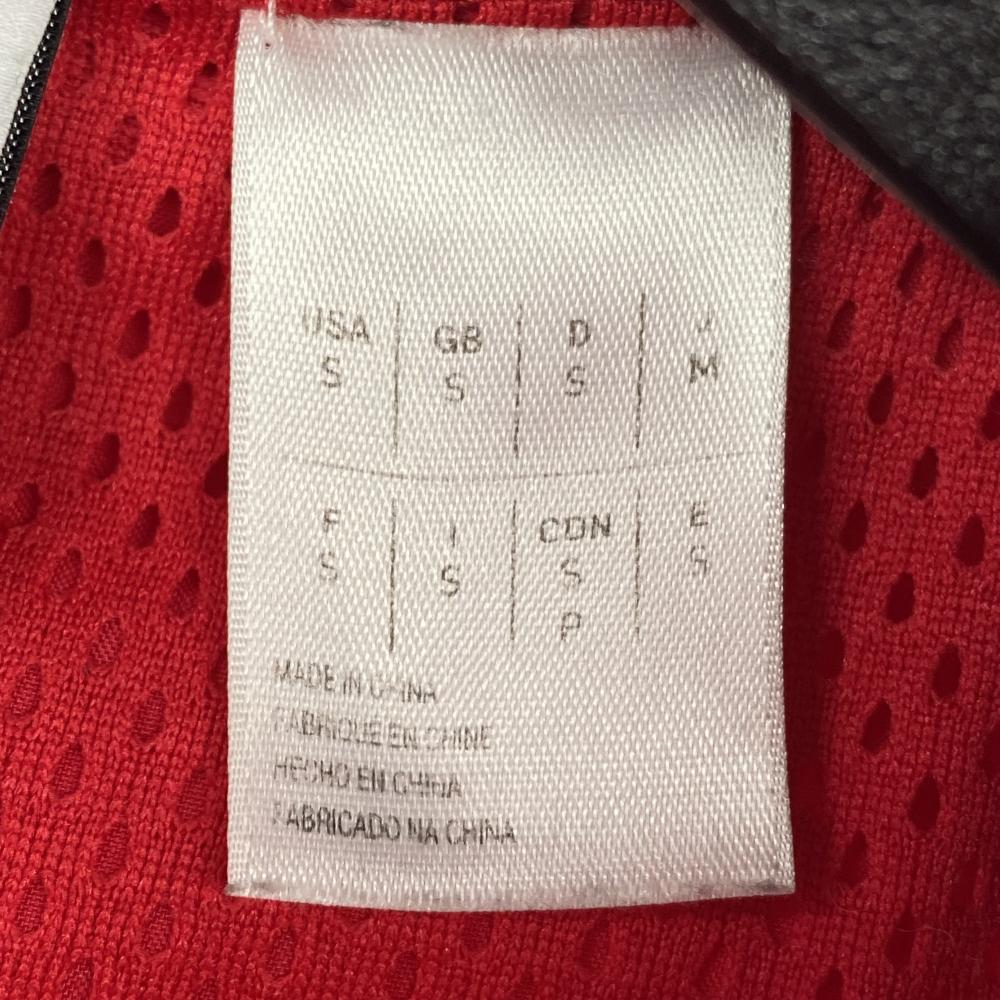 USA GB D J
S S S M
F I CDN E
S S S S
P
MADE IN CHINA
FABRIQUE EN CHINE
HECHO EN CHINA
FABRICADO NA CHINA